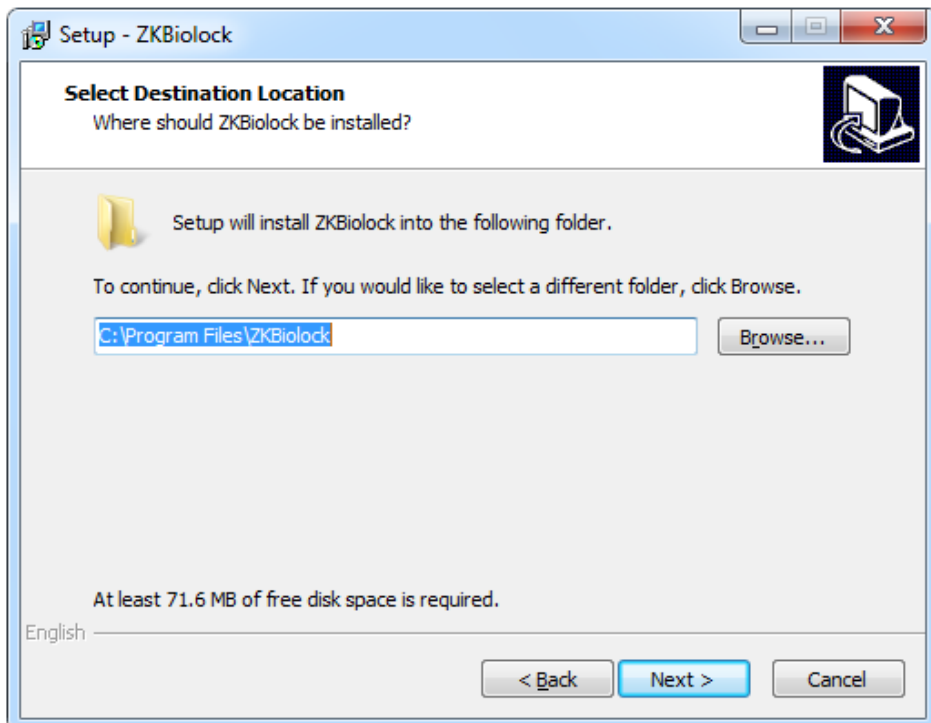 Setup - ZKBiolock
Select Destination Location
Where should ZKBiolock be installed?
Setup will install ZKBiolock into the following folder.
To continue, click Next. If you would like to select a different folder, click Browse.
C:\Program Files\ZKBiolock
Browse...
At least 71.6 MB of free disk space is required.
English
< Back
Next >
Cancel